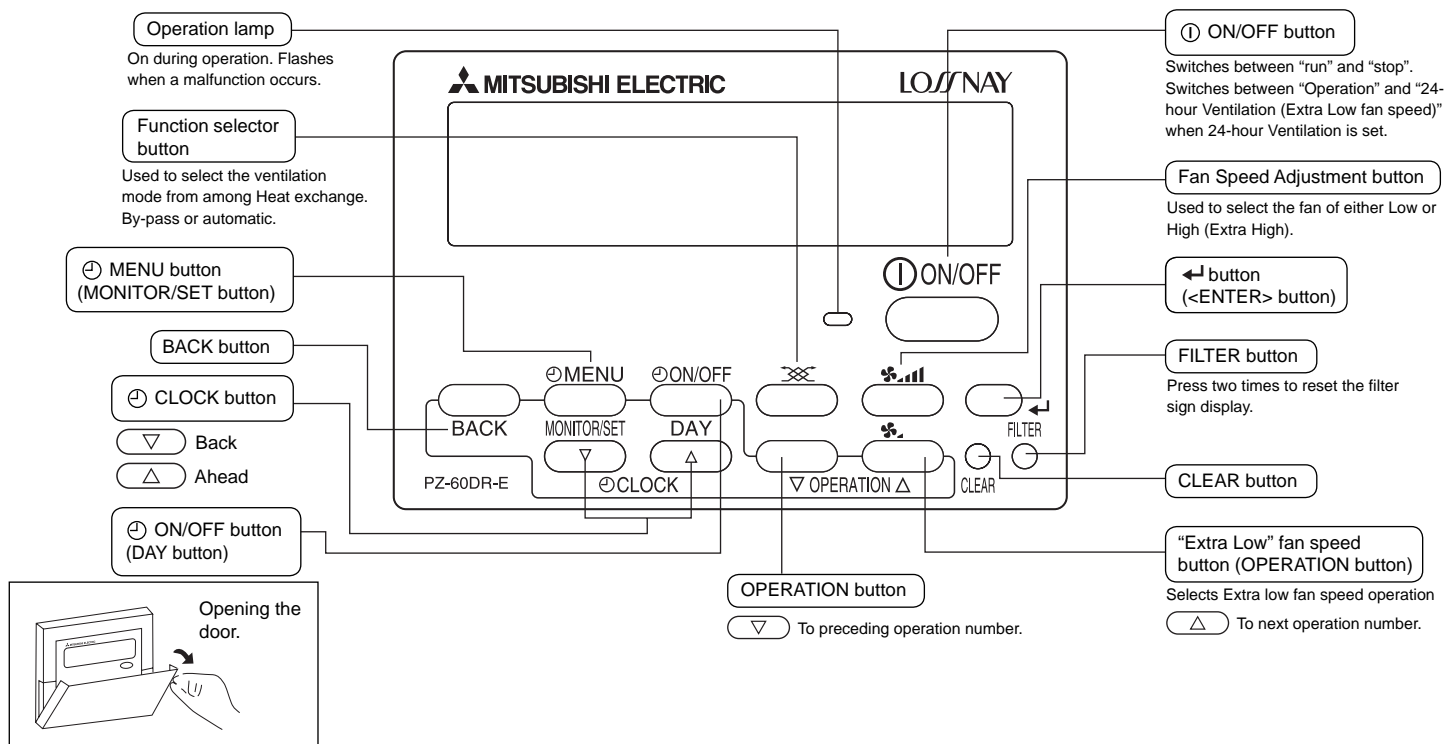 Operation lamp
On during operation. Flashes
when a malfunction occurs.
Function selector
button
Used to select the ventilation
mode from among Heat exchange.
By-pass or automatic.
MENU button
(MONITOR/SET button)
BACK button
CLOCK button
▽ Back
△ Ahead
ON/OFF button
(DAY button)
Opening the
door.
MITSUBISHI ELECTRIC
LOSSNAY
ON/OFF
MENU
ON/OFF
BACK
MONITOR/SET
DAY
FILTER
▽
△
PZ-60DR-E
CLOCK
▽ OPERATION △
CLEAR
OPERATION button
▽ To preceding operation number.
ON/OFF button
Switches between “run” and “stop”.
Switches between “Operation” and “24-
hour Ventilation (Extra Low fan speed)”
when 24-hour Ventilation is set.
Fan Speed Adjustment button
Used to select the fan of either Low or
High (Extra High).
↵ button
(<ENTER> button)
FILTER button
Press two times to reset the filter
sign display.
CLEAR button
“Extra Low” fan speed
button (OPERATION button)
Selects Extra low fan speed operation
△ To next operation number.